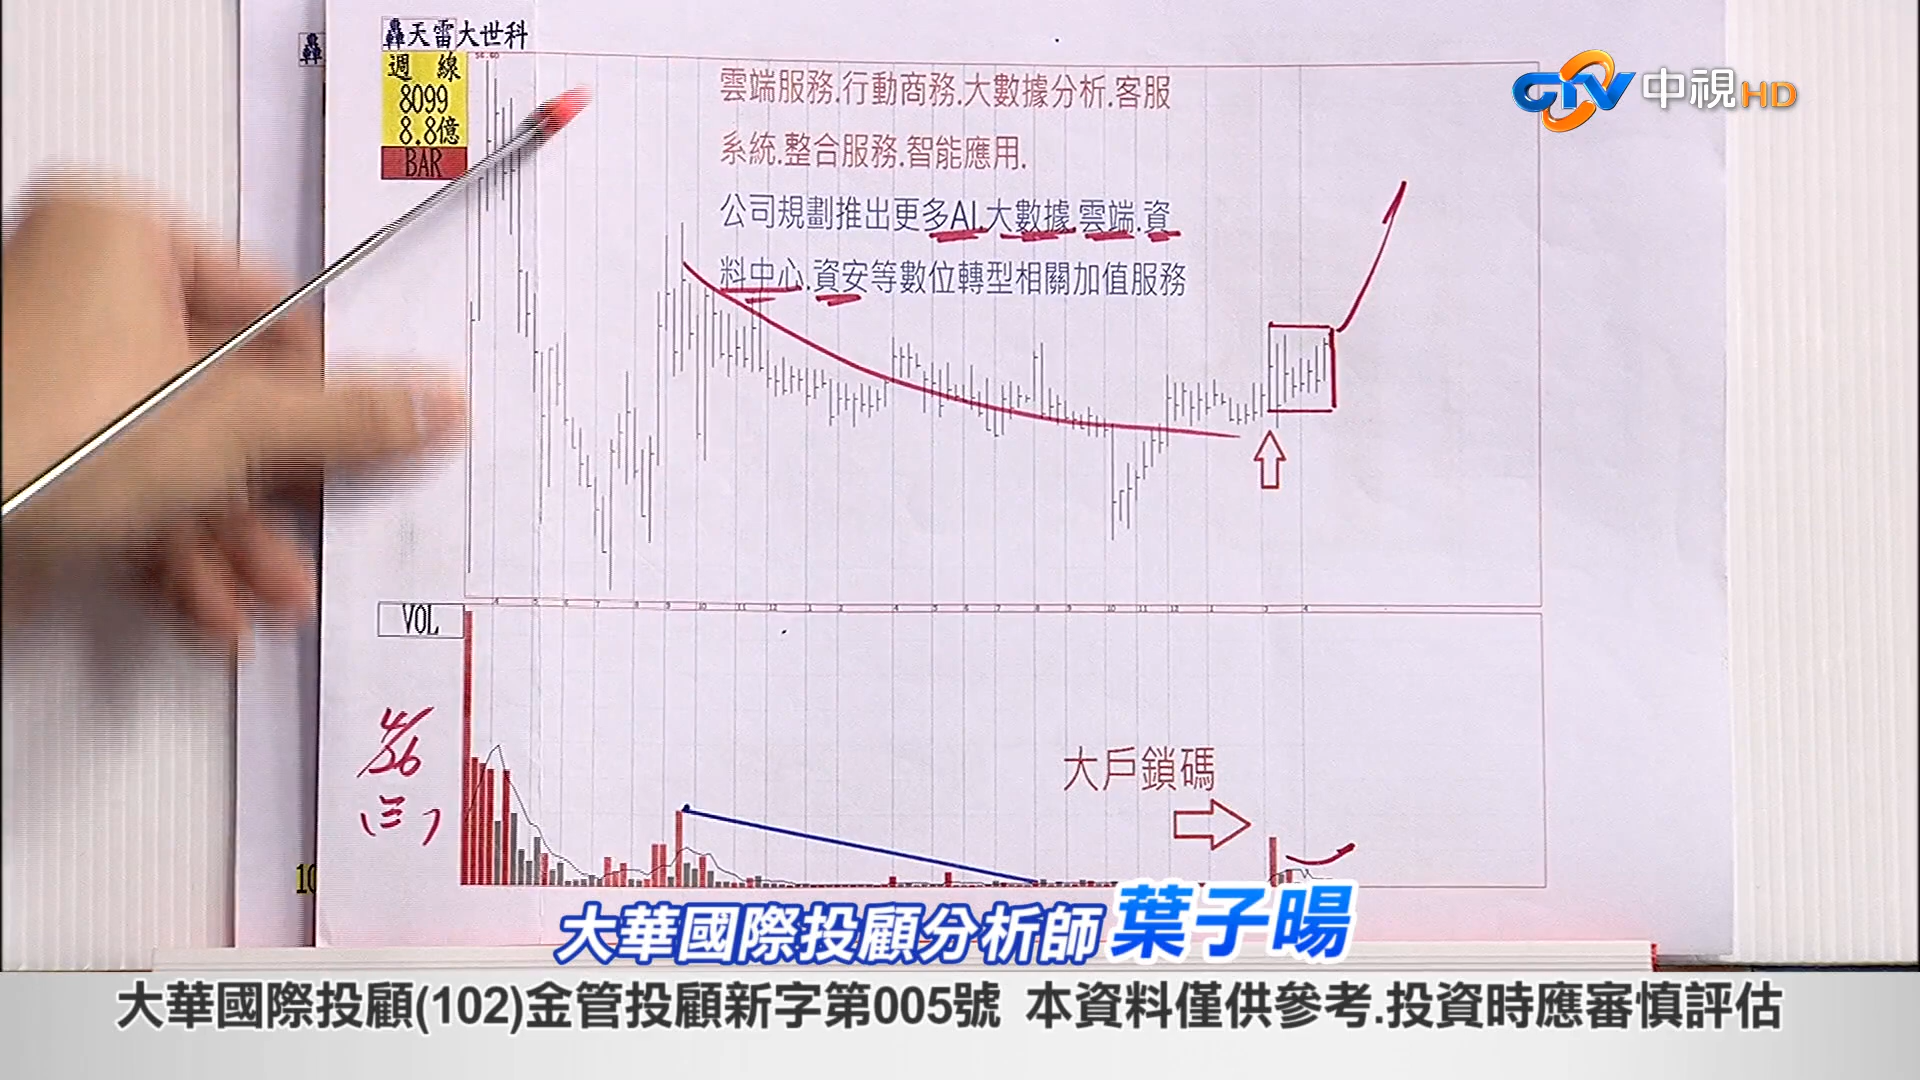 轟天雷大世科
轟
週 線
8099
8.8億
BAR
中視HD
雲端服務.行動商務.大數據分析.客服
系統.整合服務.智能應用.
公司規劃推出更多AI.大數據.雲端.資
料中心.資安等數位轉型相關加值服務
VOL
4/26
(三)
大戶鎖碼
10
大華國際投顧分析師 葉子暘
大華國際投顧(102)金管投顧新字第005號 本資料僅供參考.投資時應審慎評估